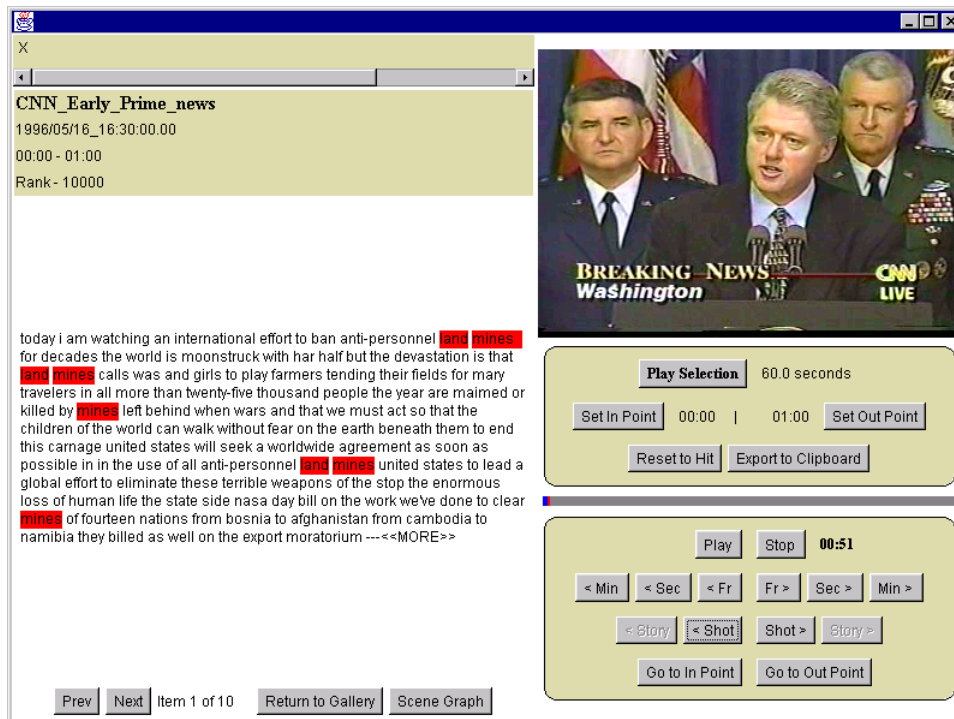 X
CNN_Early_Prime_news
1996/05/16_16:30:00.00
00:00 - 01:00
Rank - 10000
today i am watching an international effort to ban anti-personnel land mines
for decades the world is moonstruck with har half but the devastation is that
land mines calls was and girls to play farmers tending their fields for mary
travelers in all more than twenty-five thousand people the year are maimed or
killed by mines left behind when wars and that we must act so that the
children of the world can walk without fear on the earth beneath them to end
this carnage united states will seek a worldwide agreement as soon as
possible in in the use of all anti-personnel land mines united states to lead a
global effort to eliminate these terrible weapons of the stop the enormous
loss of human life the state side nasa day bill on the work we've done to clear
mines of fourteen nations from bosnia to afghanistan from cambodia to
namibia they billed as well on the export moratorium ---<<MORE>>
Prev Next Item 1 of 10 Return to Gallery Scene Graph
BREAKING NEWS CNN
Washington LIVE
Play Selection 60.0 seconds
Set In Point 00:00 | 01:00 Set Out Point
Reset to Hit Export to Clipboard
Play Stop 00:51
< Min < Sec < Fr Fr > Sec > Min >
< Story < Shot Shot > Story >
Go to In Point Go to Out Point